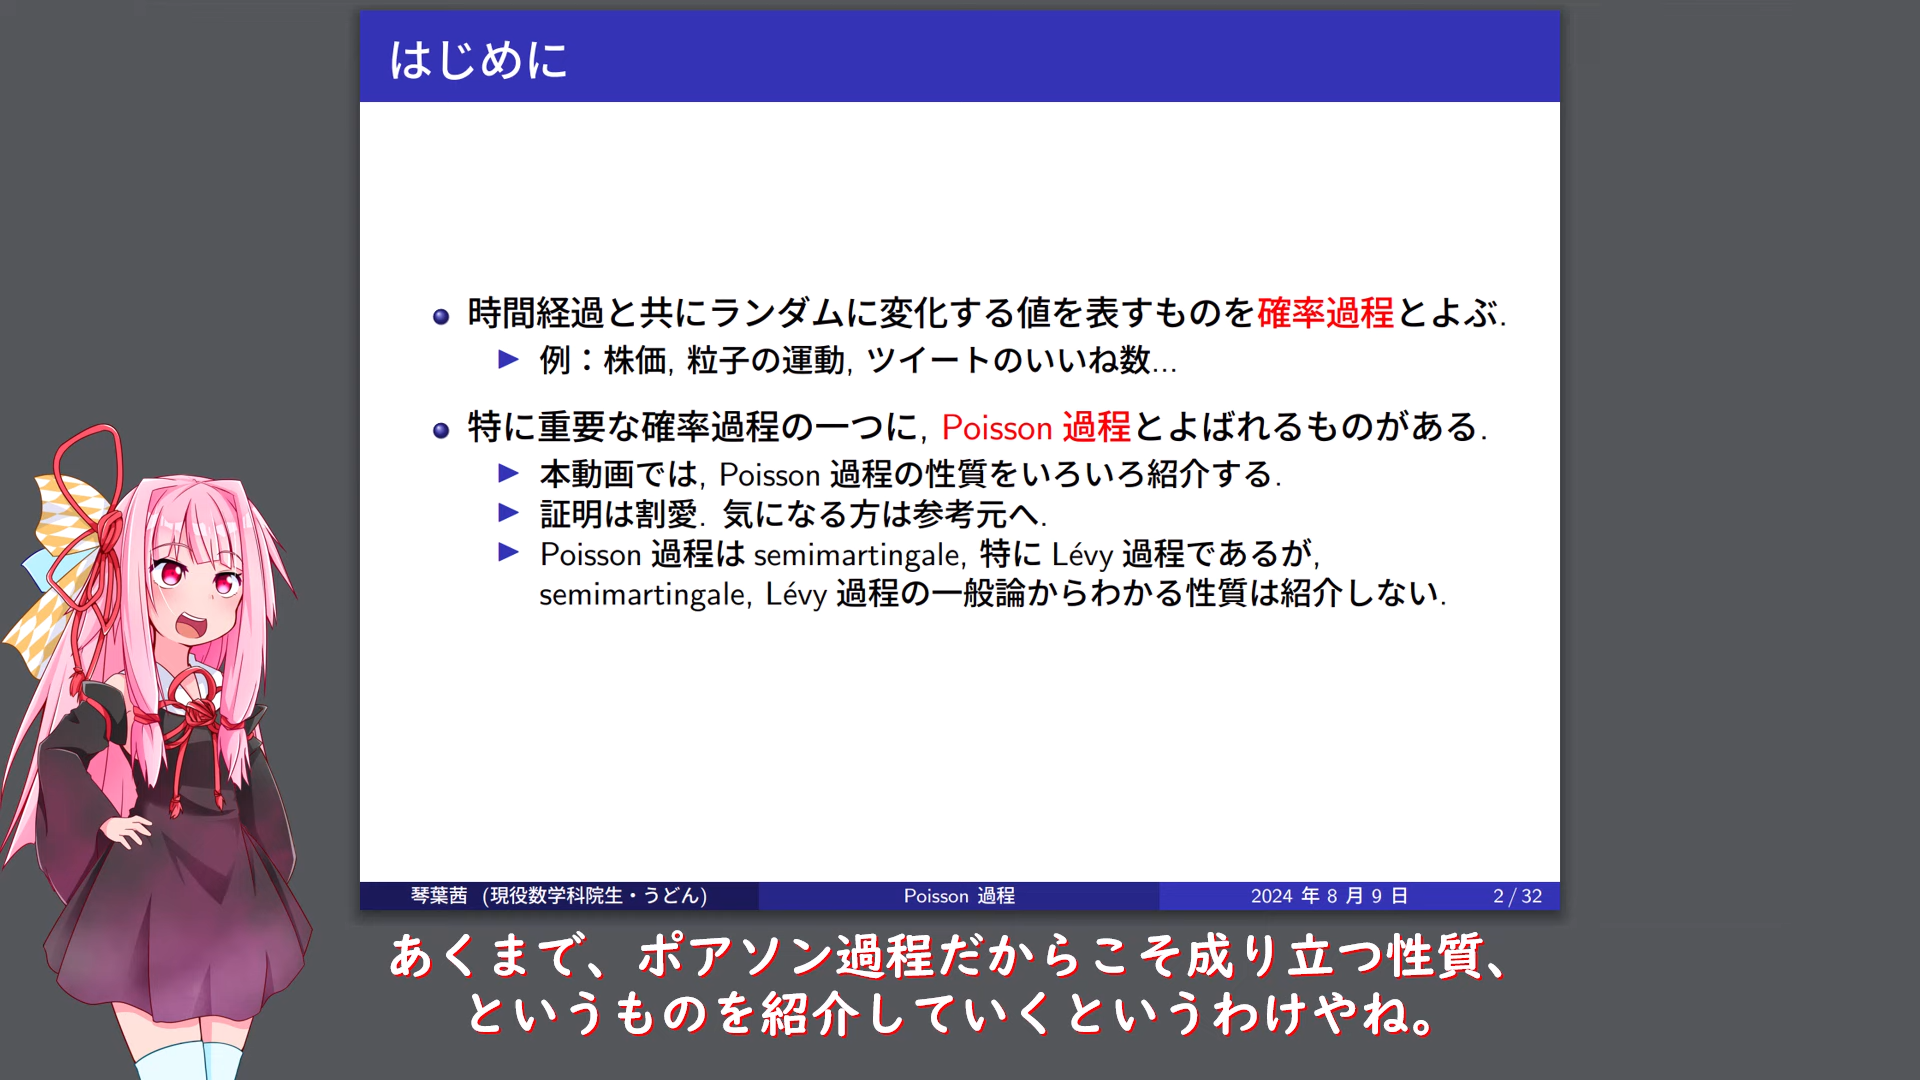 はじめに
時間経過と共にランダムに変化する値を表すものを確率過程とよぶ.
例：株価, 粒子の運動, ツイートのいいね数...
特に重要な確率過程の一つに, Poisson 過程とよばれるものがある.
本動画では, Poisson 過程の性質をいろいろ紹介する.
証明は割愛. 気になる方は参考元へ.
Poisson 過程は semimartingale, 特に Lévy 過程であるが,
semimartingale, Lévy 過程の一般論からわかる性質は紹介しない.
琴葉茜 (現役数学科院生・うどん) Poisson 過程 2024 年 8 月 9 日 2 / 32
あくまで、ポアソン過程だからこそ成り立つ性質、
というものを紹介していくというわけやね。